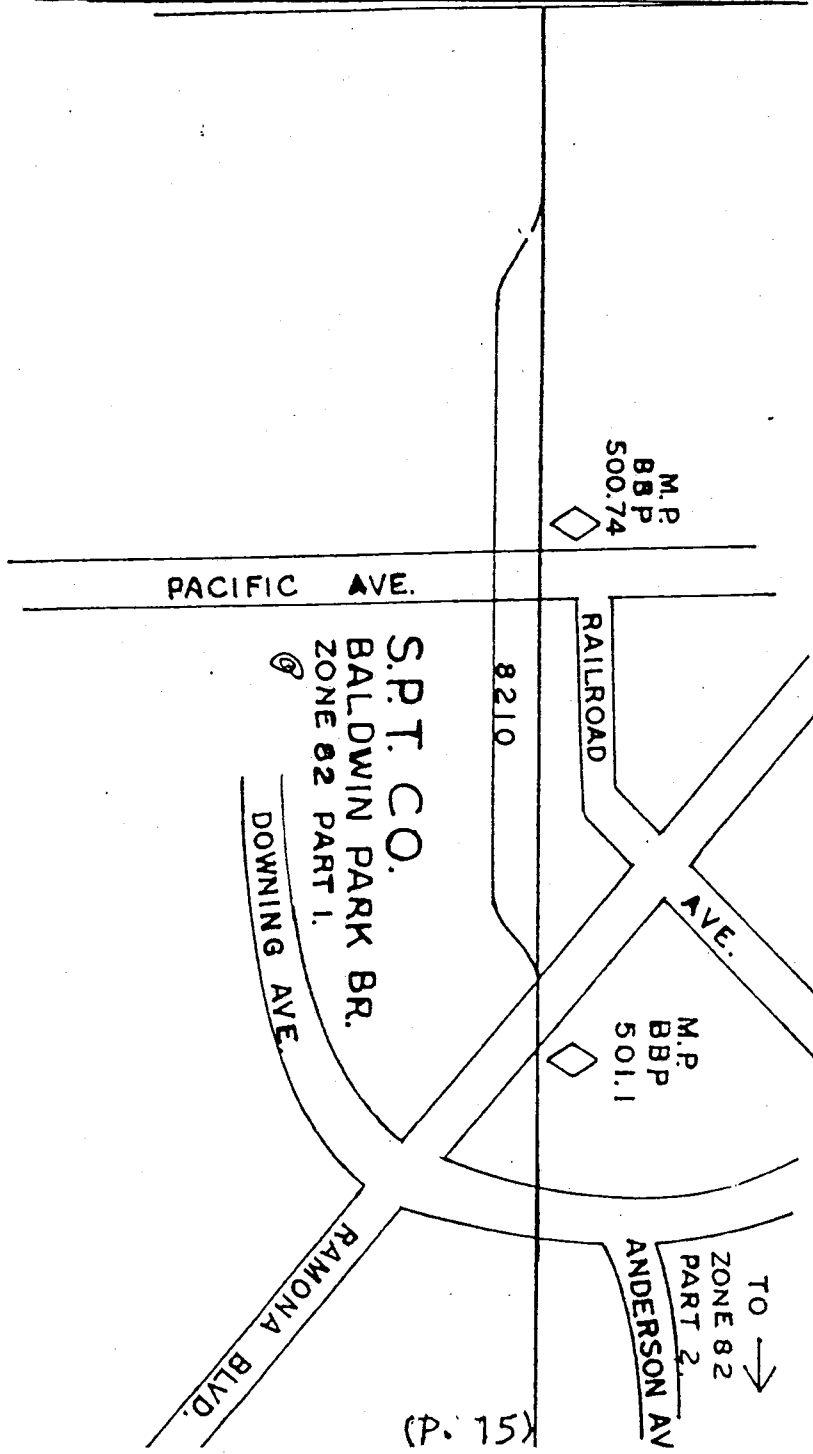 M.P.
BBP
500.74
PACIFIC AVE.
RAILROAD
AVE.
8210
S.P.T. CO.
BALDWIN PARK BR.
ZONE 82 PART 1.
DOWNING AVE.
M.P.
BBP
501.1
RAMONA BLVD.
ANDERSON AV
TO →
ZONE 82
PART 2.
(P. 75)